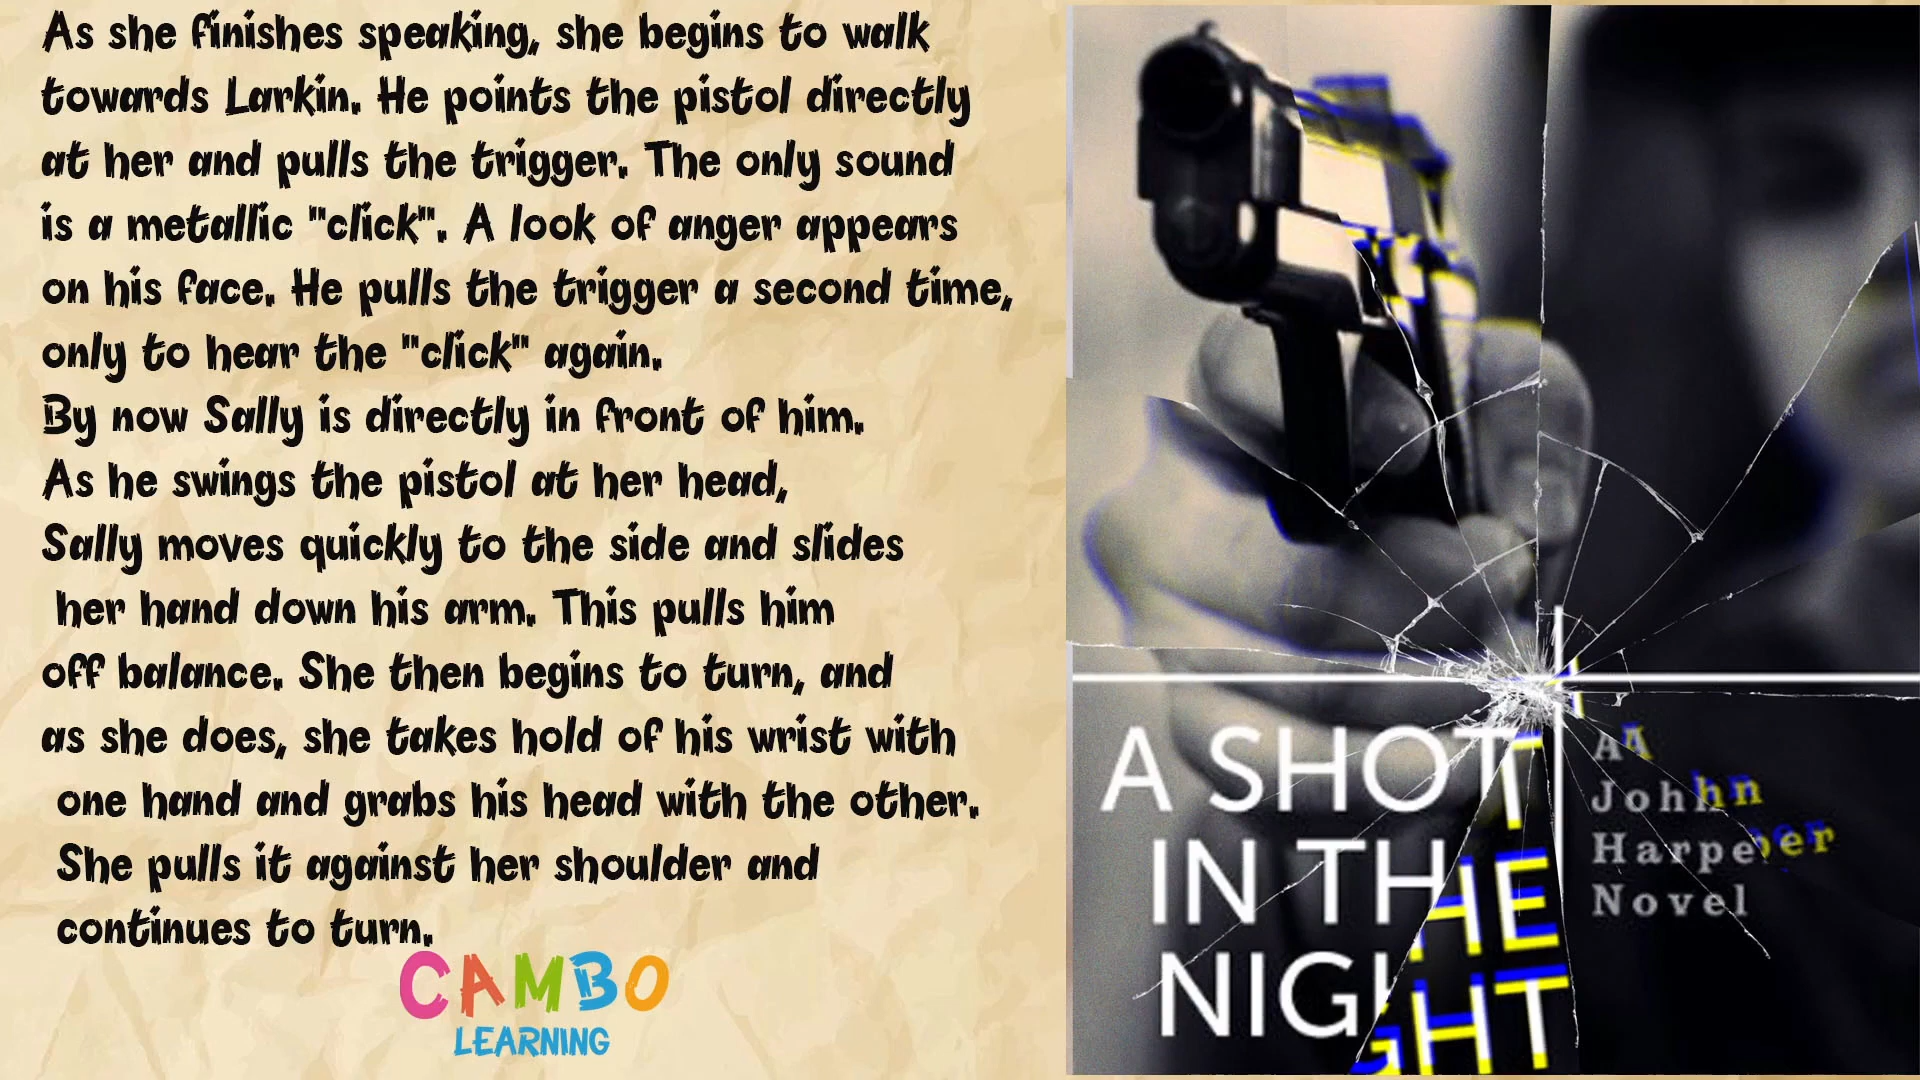 As she finishes speaking, she begins to walk
towards Larkin. He points the pistol directly
at her and pulls the trigger. The only sound
is a metallic "click". A look of anger appears
on his face. He pulls the trigger a second time,
only to hear the "click" again.
By now Sally is directly in front of him.
As he swings the pistol at her head,
Sally moves quickly to the side and slides
her hand down his arm. This pulls him
off balance. She then begins to turn, and
as she does, she takes hold of his wrist with
one hand and grabs his head with the other.
She pulls it against her shoulder and
continues to turn.
CAMBO
LEARNING
A SHOT
IN THE
NIGHT
A
John
Harper
Novel